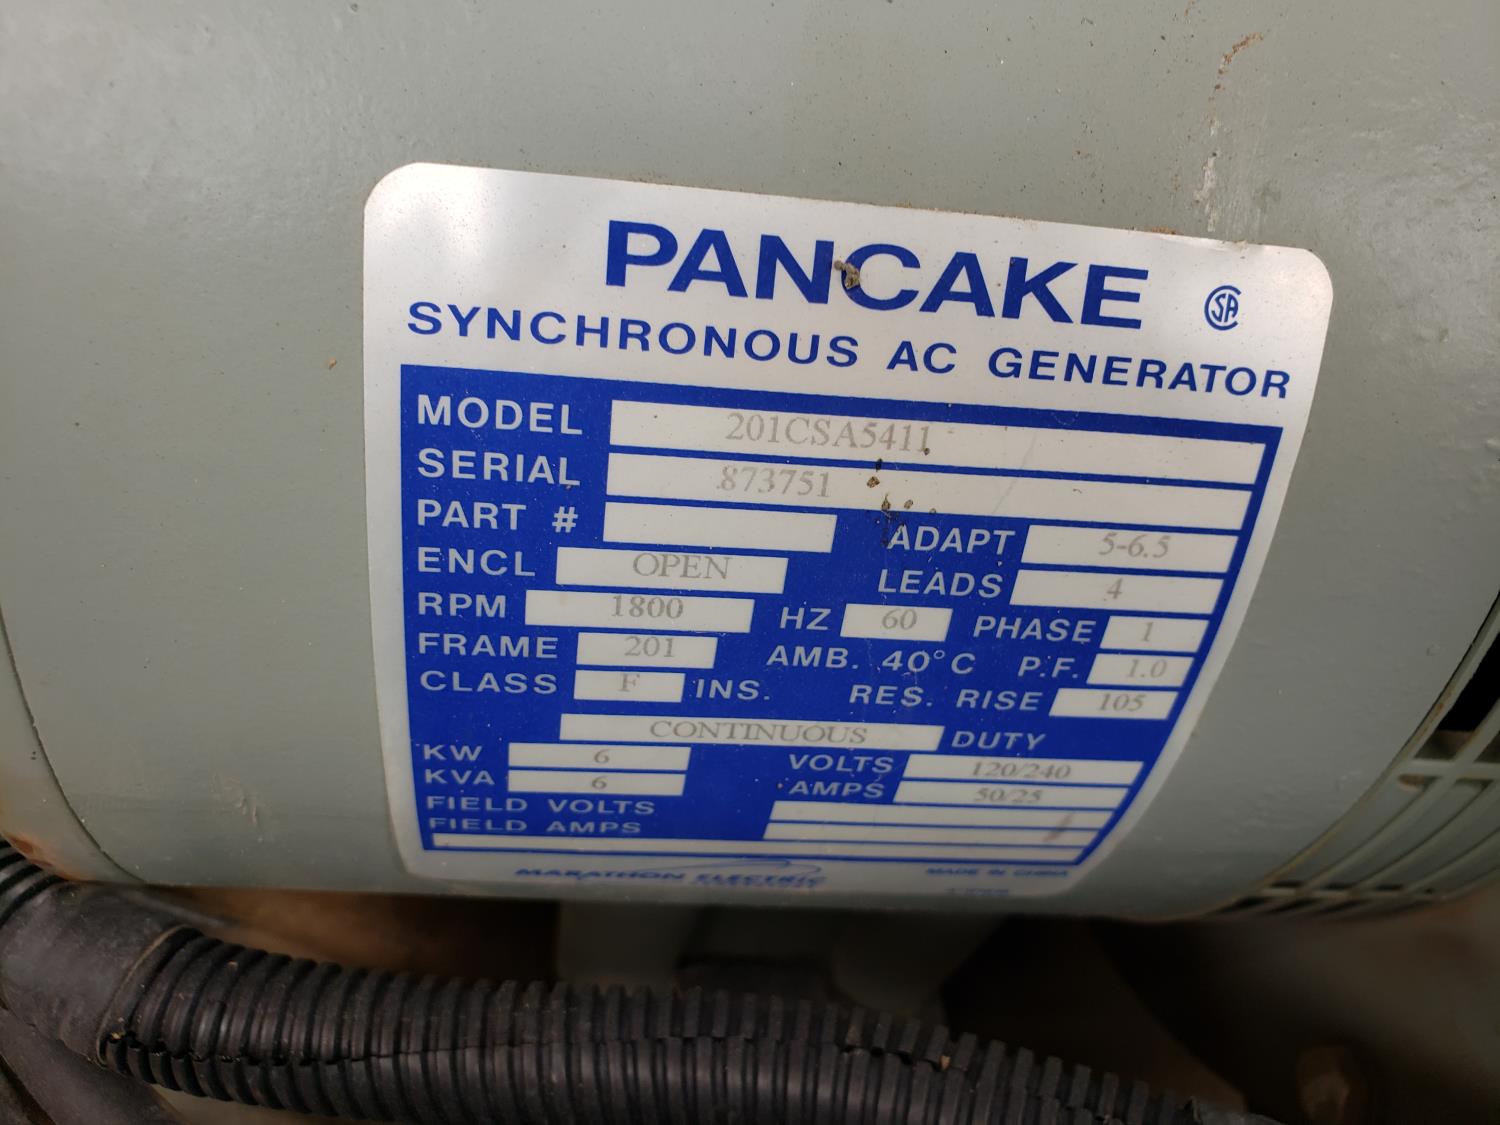 PANCAKE
CSA
SYNCHRONOUS AC GENERATOR
MODEL 201CSA5411
SERIAL 873751
PART # ADAPT 5-6.5
ENCL OPEN LEADS 4
RPM 1800 HZ 60 PHASE 1
FRAME 201 AMB. 40°C P.F. 1.0
CLASS F INS. RES. RISE 105
CONTINUOUS DUTY
KW 6 VOLTS 120/240
KVA 6 AMPS 50/25
FIELD VOLTS
FIELD AMPS
MARATHON ELECTRIC MADE IN CHINA